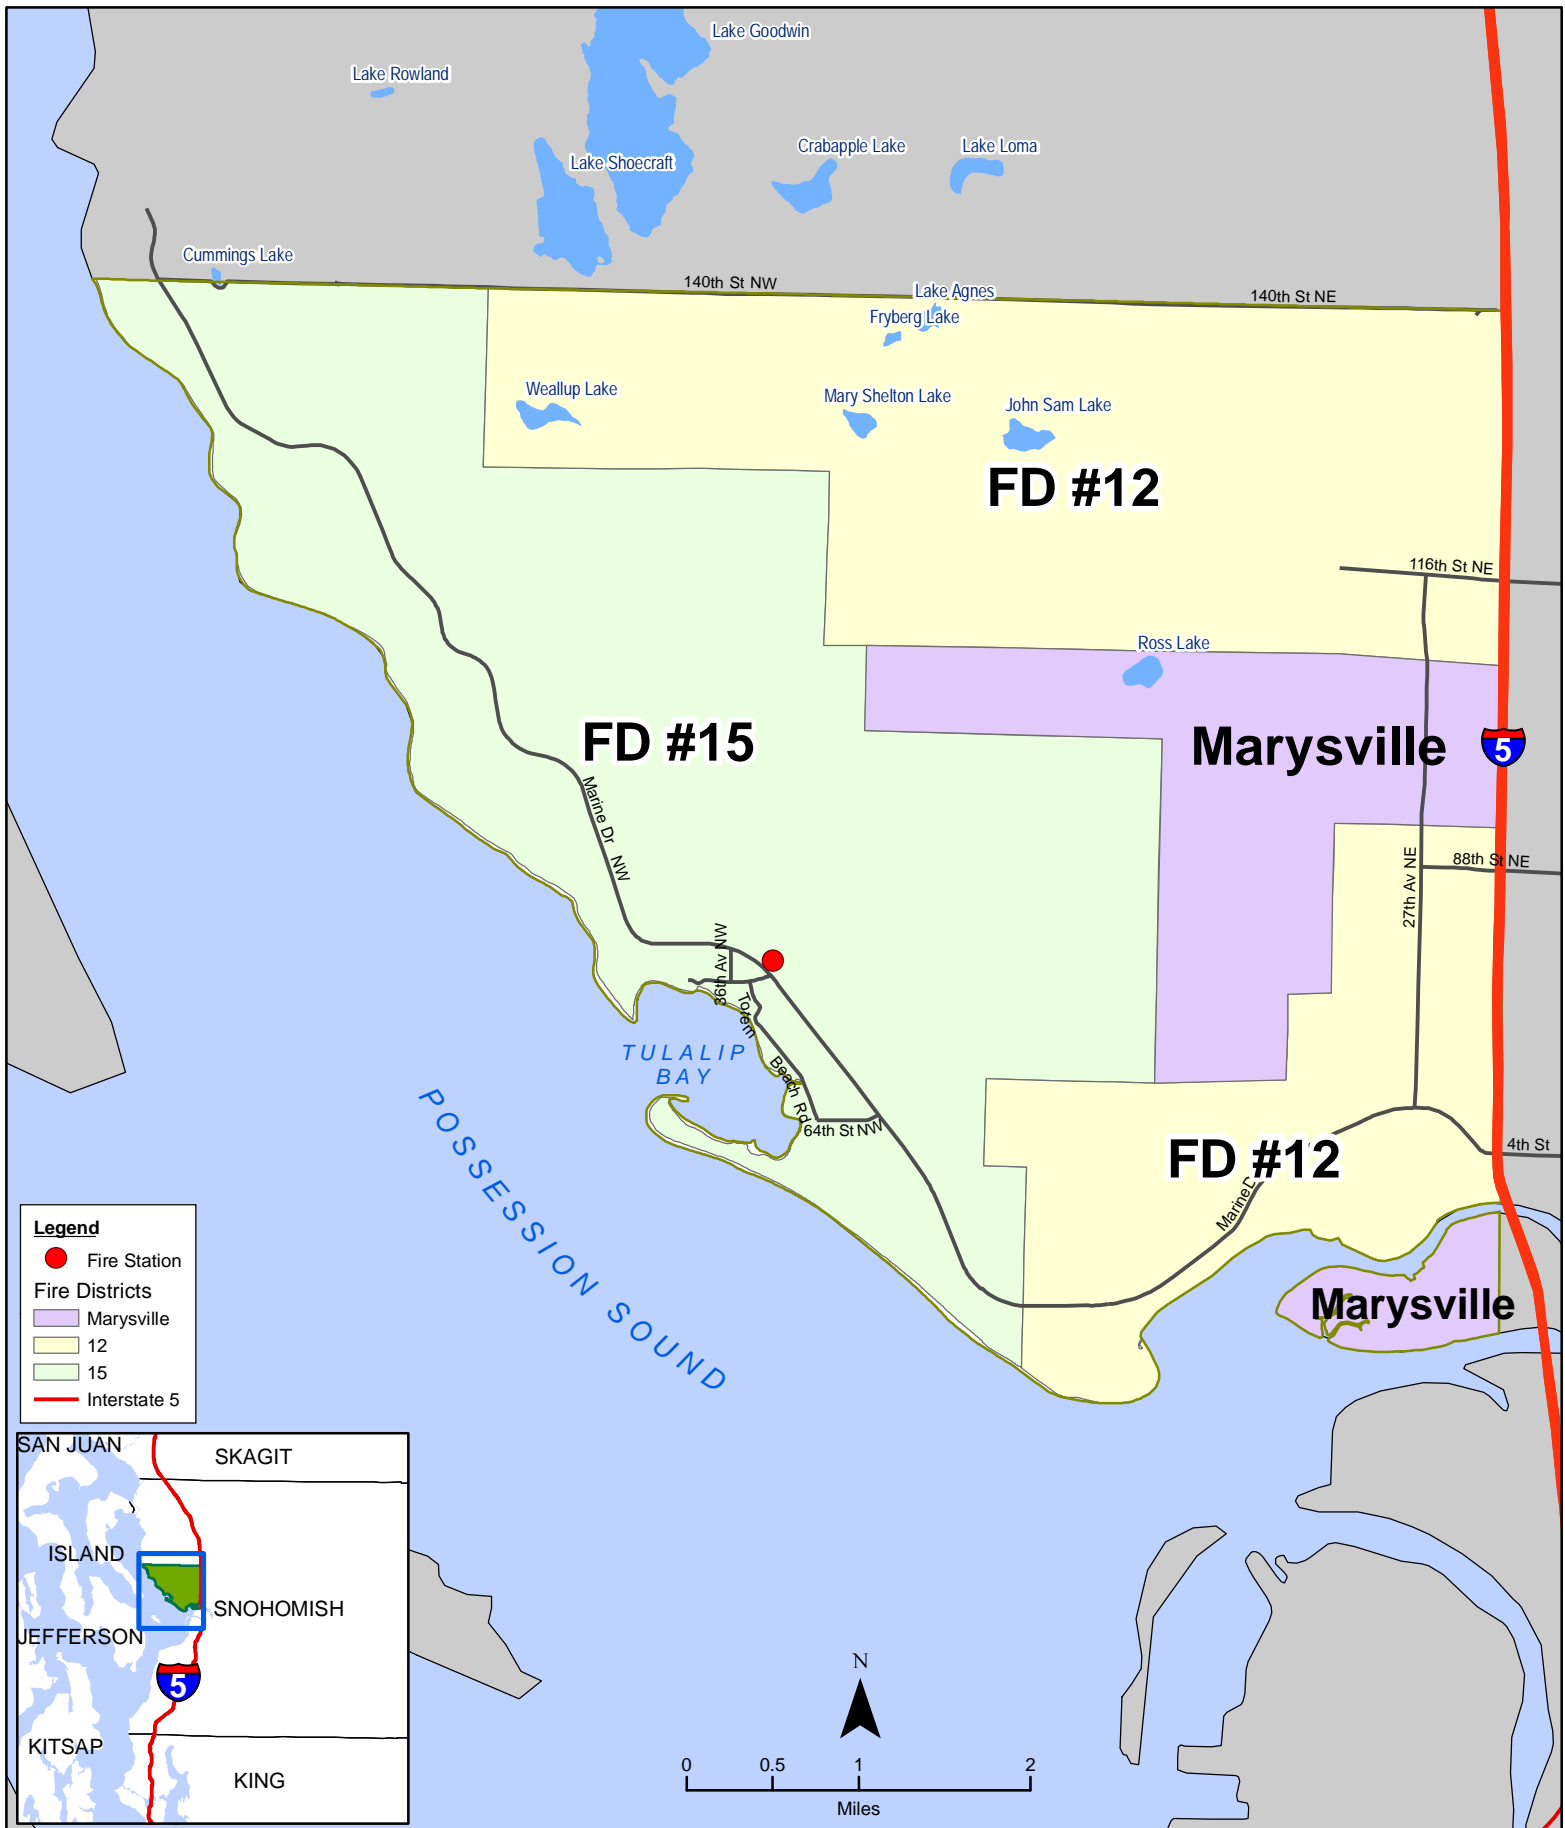 Lake Goodwin
Lake Rowland
Lake Shoecraft
Crabapple Lake
Lake Loma
Cummings Lake
140th St NW
Lake Agnes
140th St NE
Fryberg Lake
Weallup Lake
Mary Shelton Lake
John Sam Lake
FD #12
116th St NE
Ross Lake
FD #15
Marysville
5
Marine Dr NW
88th St NE
27th Av NE
36th Av NW
Totem
Beach Rd
TULALIP
BAY
64th St NW
POSSESSION SOUND
FD #12
4th St
Marine D
Marysville
Legend
Fire Station
Fire Districts
Marysville
12
15
Interstate 5
SAN JUAN
SKAGIT
ISLAND
SNOHOMISH
JEFFERSON
5
KITSAP
KING
N
0 0.5 1 2
Miles